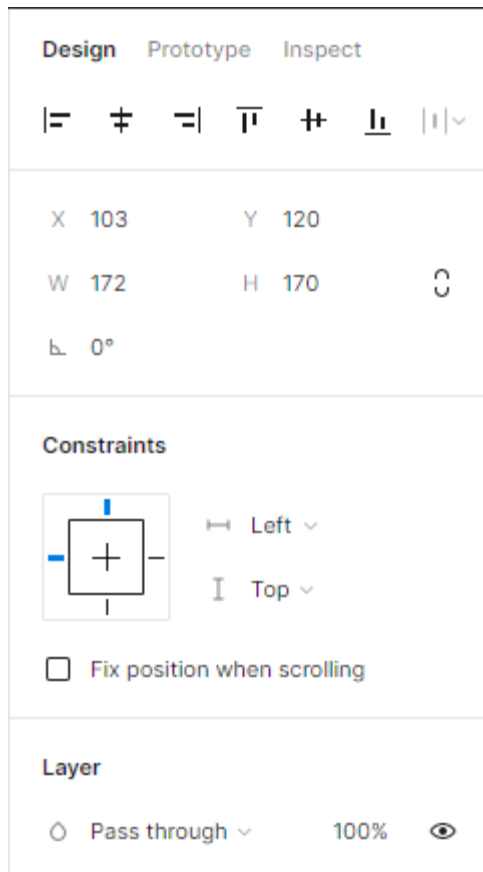 Design Prototype Inspect
X 103 Y 120
W 172 H 170
0°
Constraints
Left
Top
Fix position when scrolling
Layer
Pass through 100%